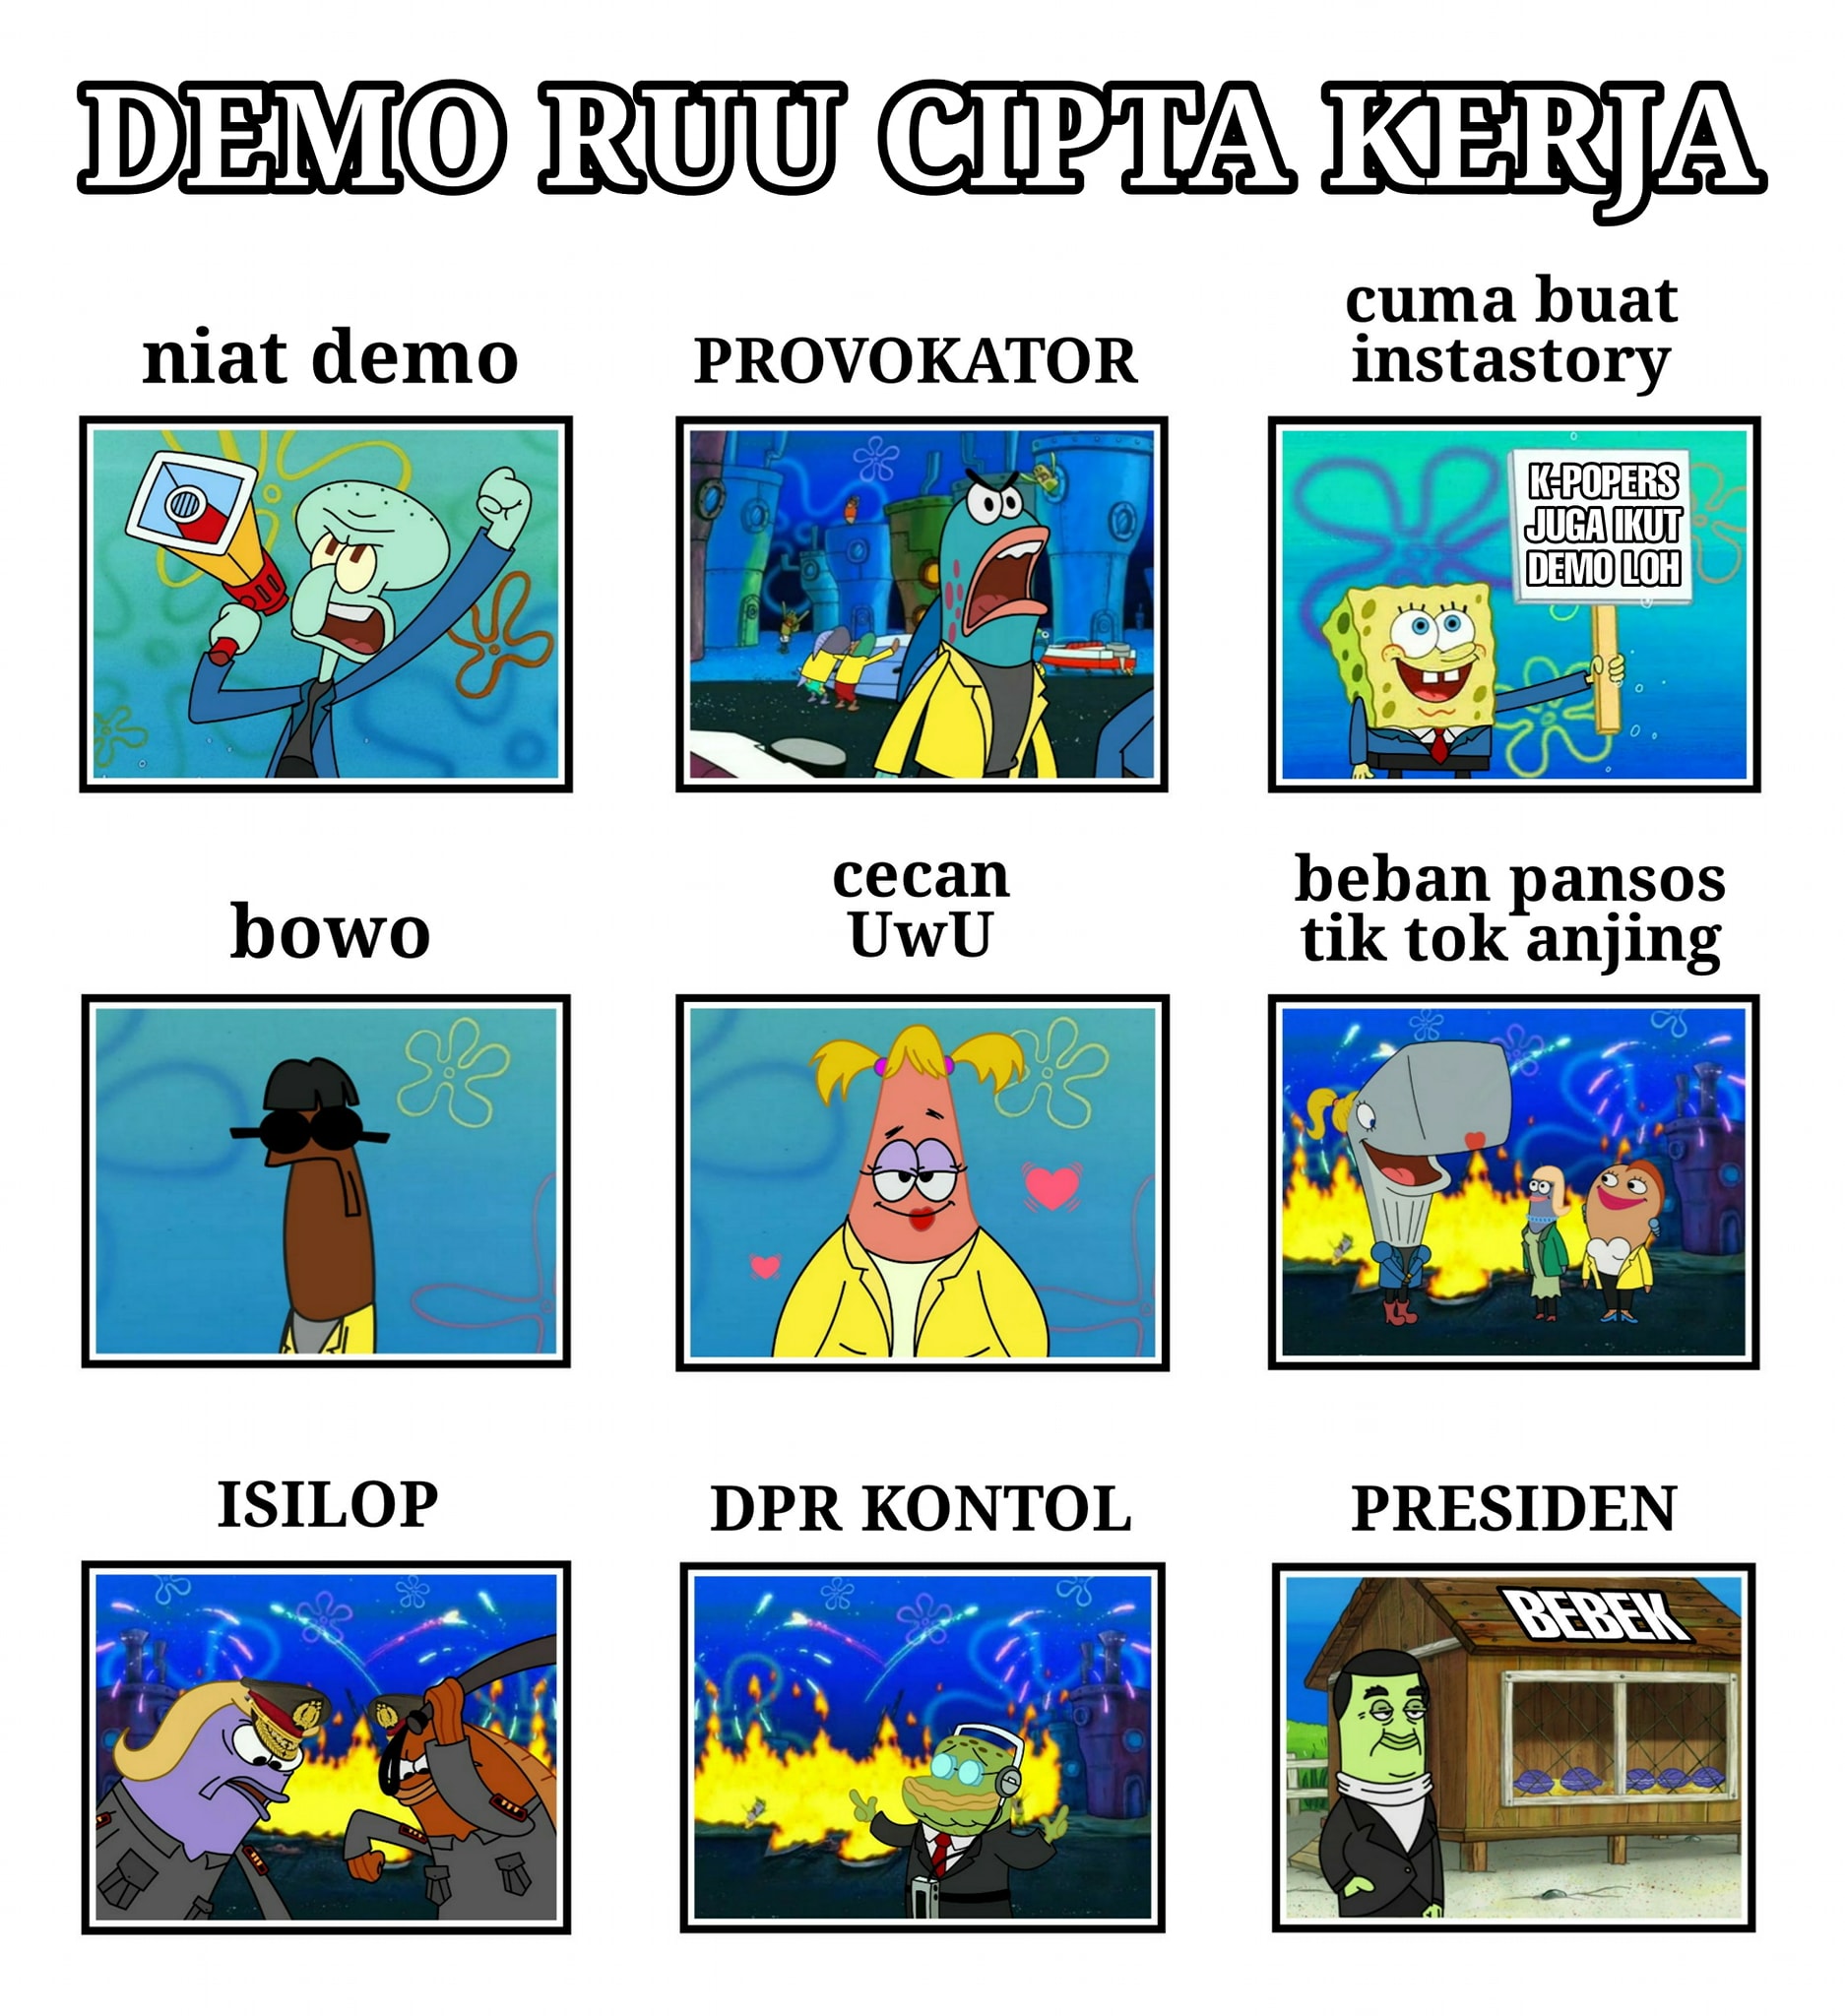 DEMO RUU CIPTA KERJA
niat demo
PROVOKATOR
cuma buat
instastory
K-POPERS
JUGA IKUT
DEMO LOH
bowo
cecan
UwU
beban pansos
tik tok anjing
ISILOP
DPR KONTOL
PRESIDEN
BEBEK